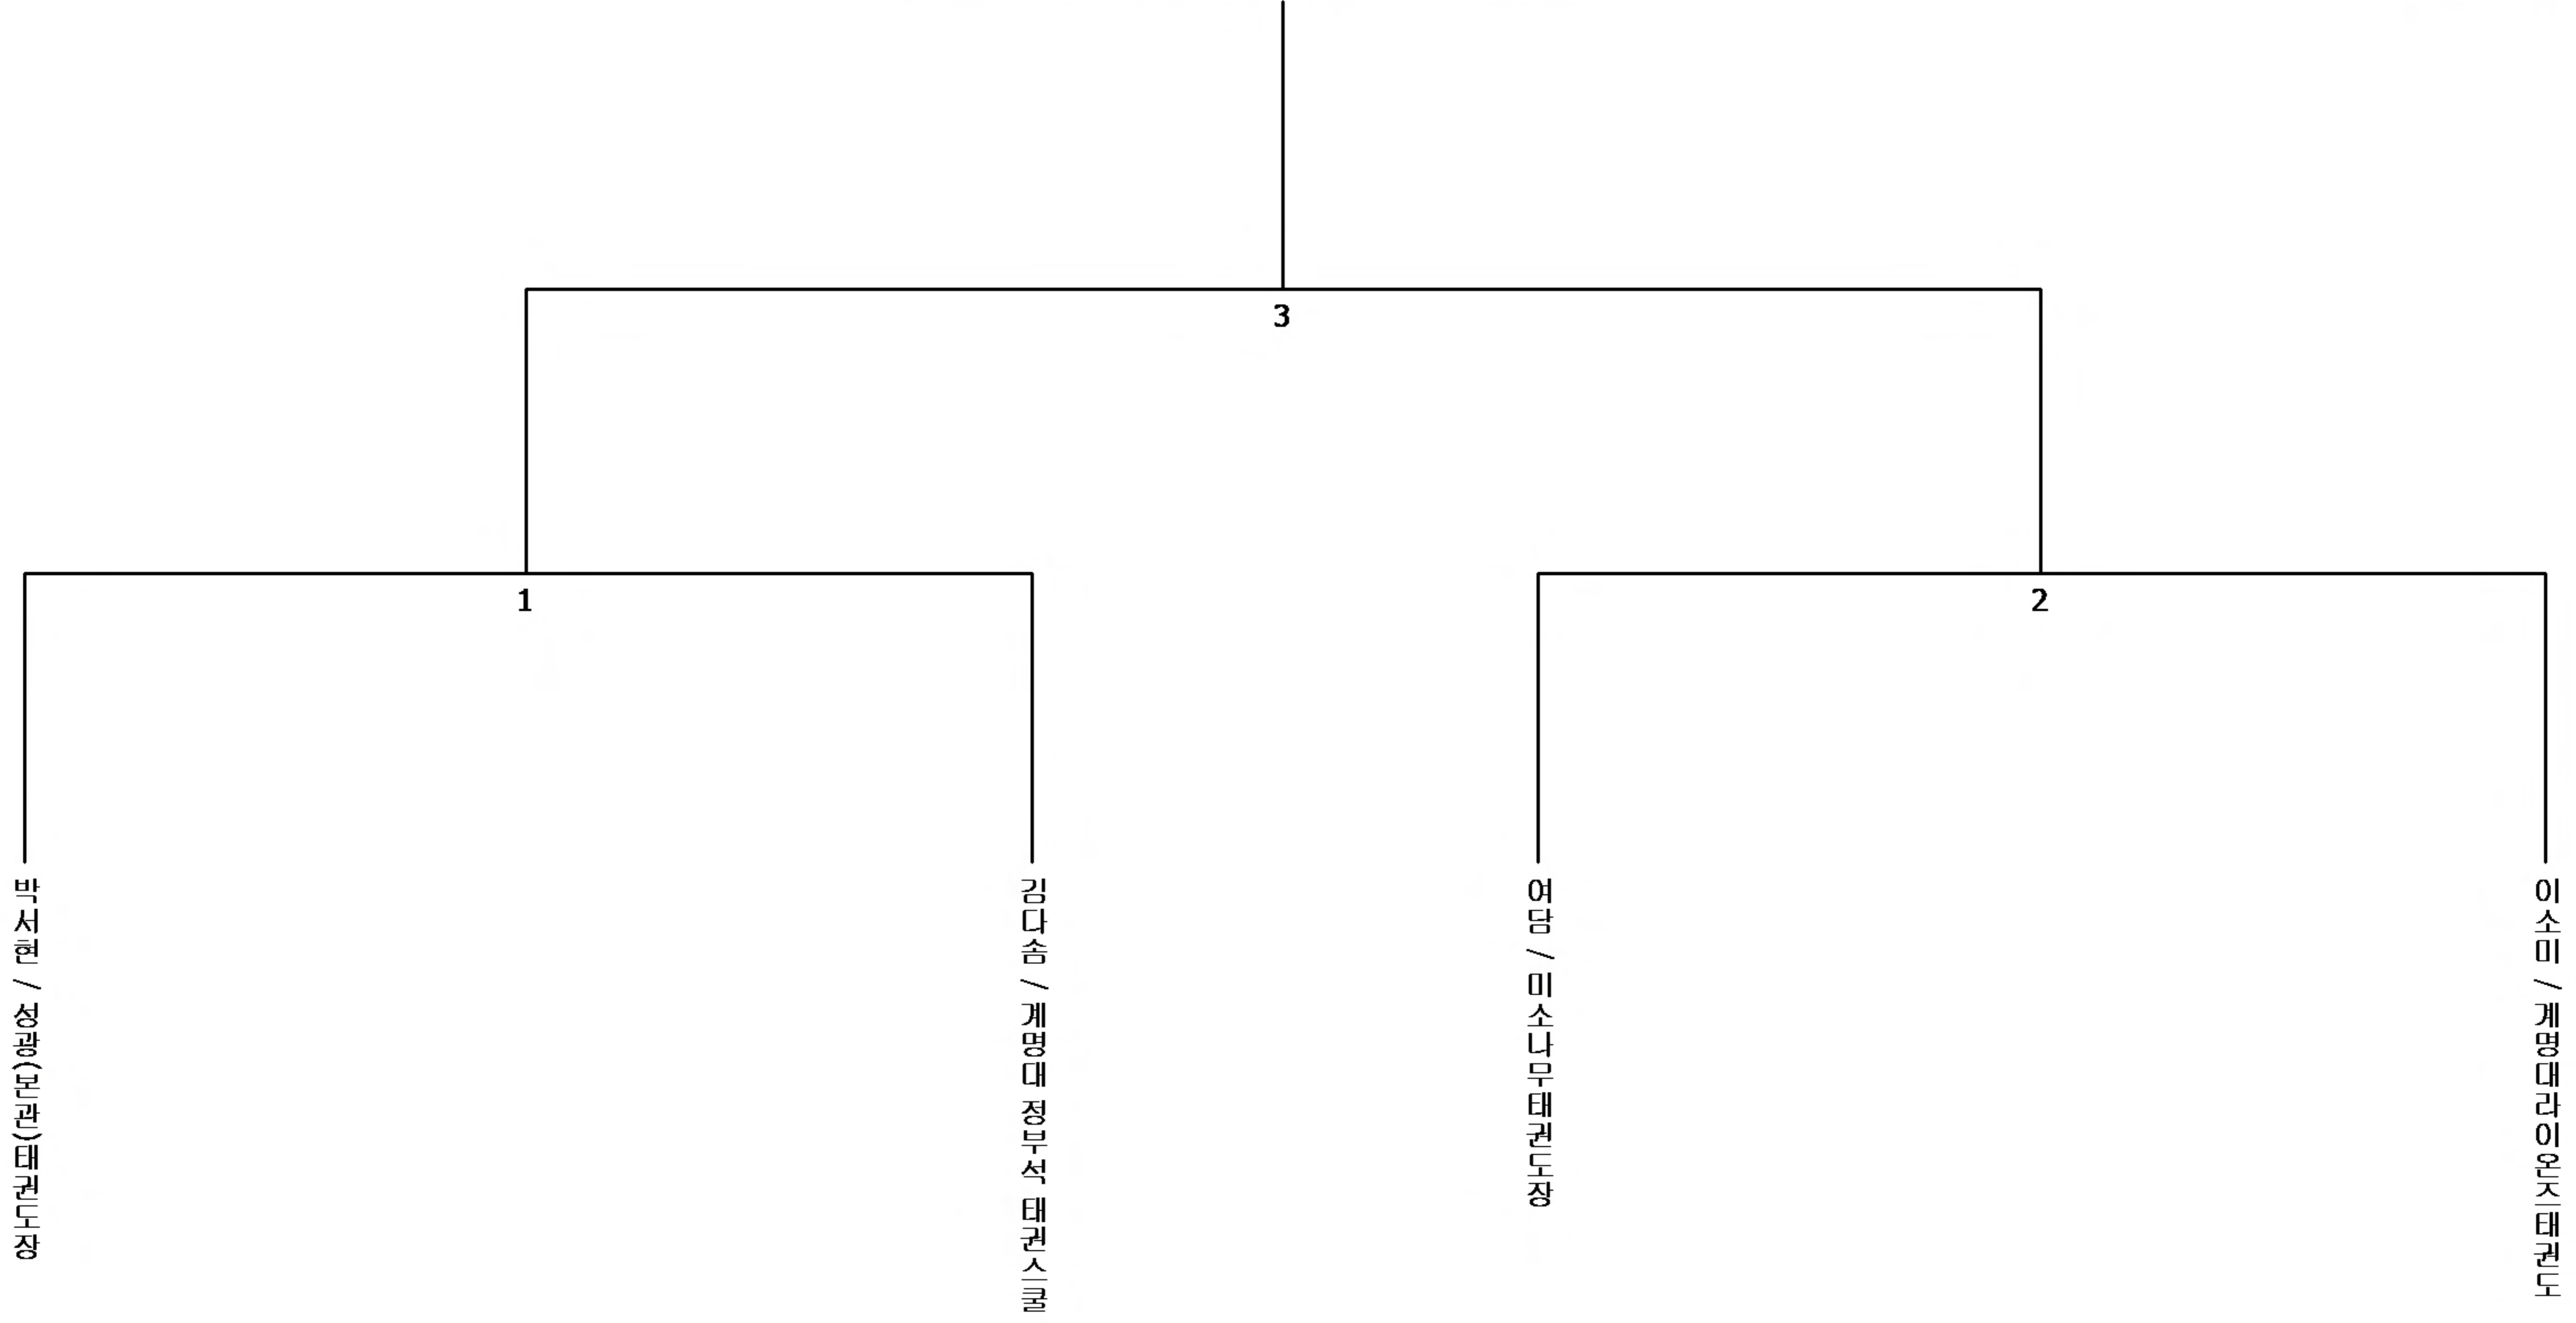 3
1
2
박서현 / 성광(본관)태권도장
김다솜 / 계명대 정부석 태권스쿨
여담 / 미소나무태권도장
이소미 / 계명대라이온즈태권도